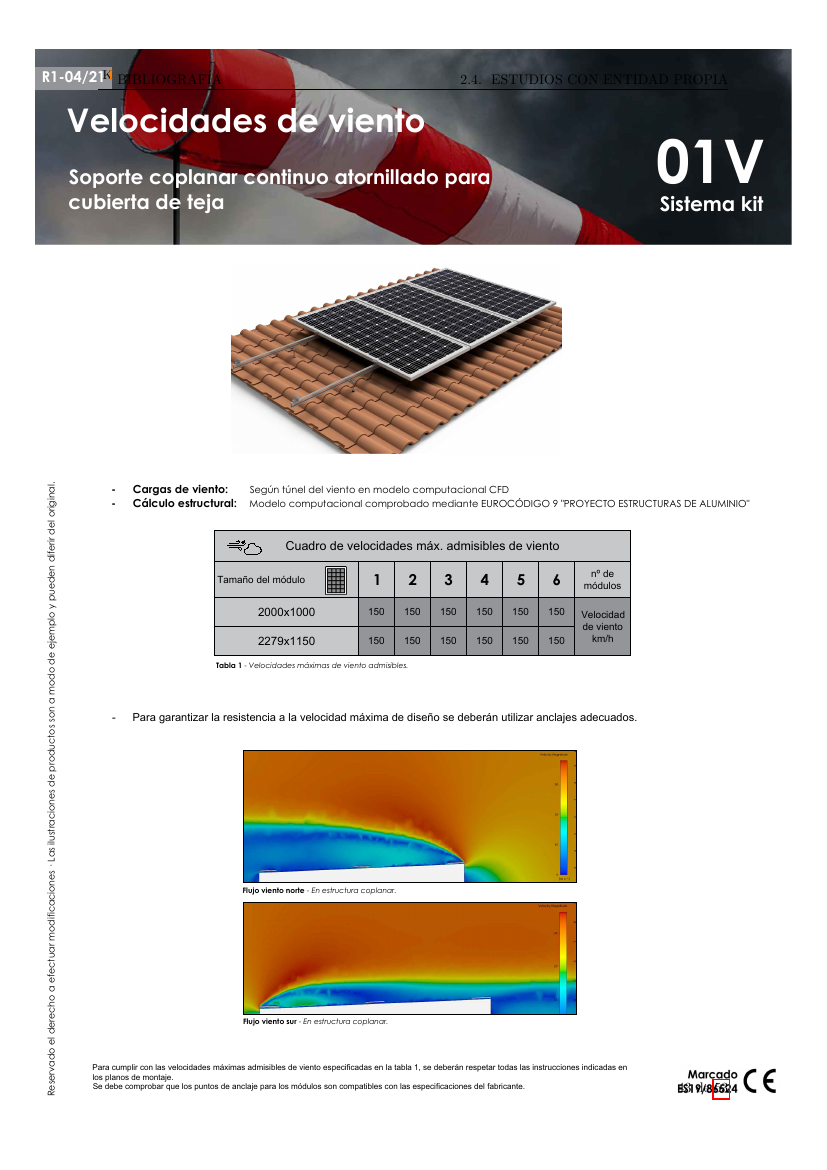 R1-04/21
K BIBLIOGRAFÍA 2.4. ESTUDIOS CON ENTIDAD PROPIA
Velocidades de viento
Soporte coplanar continuo atornillado para
cubierta de teja
01V
Sistema kit
- Cargas de viento: Según túnel del viento en modelo computacional CFD
- Cálculo estructural: Modelo computacional comprobado mediante EUROCÓDIGO 9 "PROYECTO ESTRUCTURAS DE ALUMINIO"
Cuadro de velocidades máx. admisibles de viento
Tamaño del módulo 1 2 3 4 5 6 nº de módulos
2000x1000 150 150 150 150 150 150 Velocidad de viento km/h
2279x1150 150 150 150 150 150 150
Tabla 1 - Velocidades máximas de viento admisibles.
- Para garantizar la resistencia a la velocidad máxima de diseño se deberán utilizar anclajes adecuados.
Flujo viento norte - En estructura coplanar.
Flujo viento sur - En estructura coplanar.
Reservado el derecho a efectuar modificaciones · Las ilustraciones de productos son a modo de ejemplo y pueden diferir del original.
Para cumplir con las velocidades máximas admisibles de viento especificadas en la tabla 1, se deberán respetar todas las instrucciones indicadas en
los planos de montaje.
Se debe comprobar que los puntos de anclaje para los módulos son compatibles con las especificaciones del fabricante.
Marcado
ES19/86624
CE